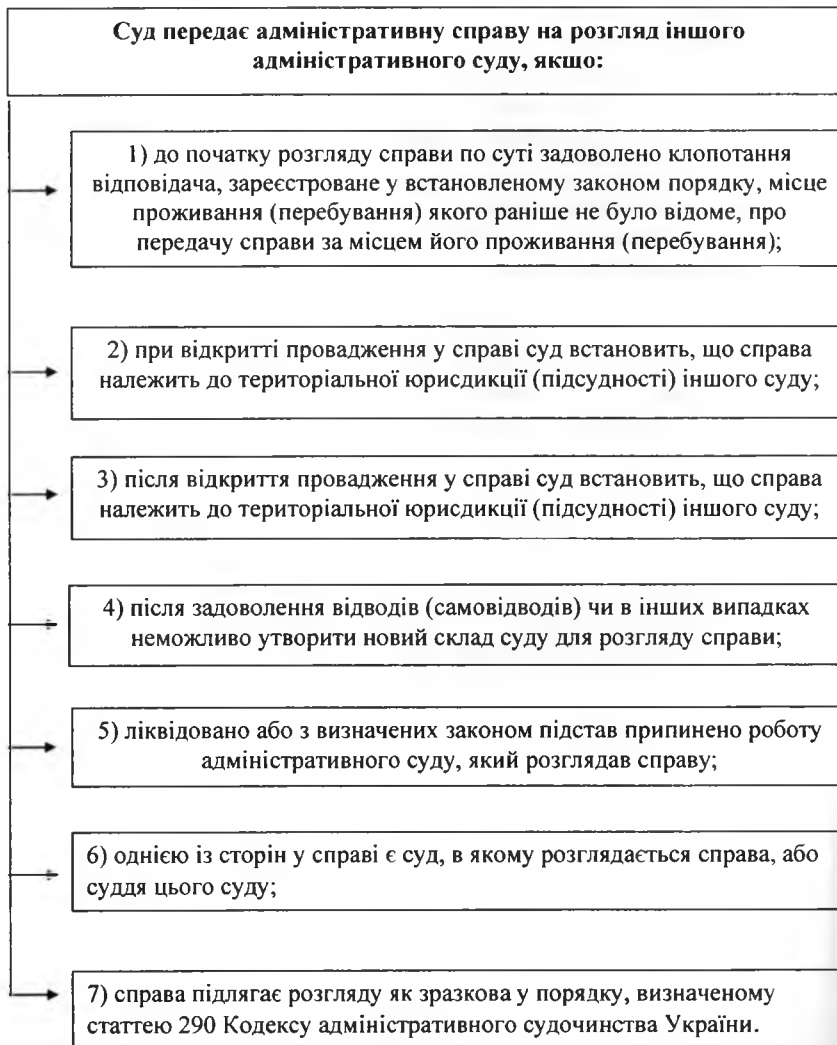 Суд передає адміністративну справу на розгляд іншого
адміністративного суду, якщо:
1) до початку розгляду справи по суті задоволено клопотання
відповідача, зареєстроване у встановленому законом порядку, місце
проживання (перебування) якого раніше не було відоме, про
передачу справи за місцем його проживання (перебування);
2) при відкритті провадження у справі суд встановить, що справа
належить до територіальної юрисдикції (підсудності) іншого суду;
3) після відкриття провадження у справі суд встановить, що справа
належить до територіальної юрисдикції (підсудності) іншого суду;
4) після задоволення відводів (самовідводів) чи в інших випадках
неможливо утворити новий склад суду для розгляду справи;
5) ліквідовано або з визначених законом підстав припинено роботу
адміністративного суду, який розглядав справу;
6) однією із сторін у справі є суд, в якому розглядається справа, або
суддя цього суду;
7) справа підлягає розгляду як зразкова у порядку, визначеному
статтею 290 Кодексу адміністративного судочинства України.